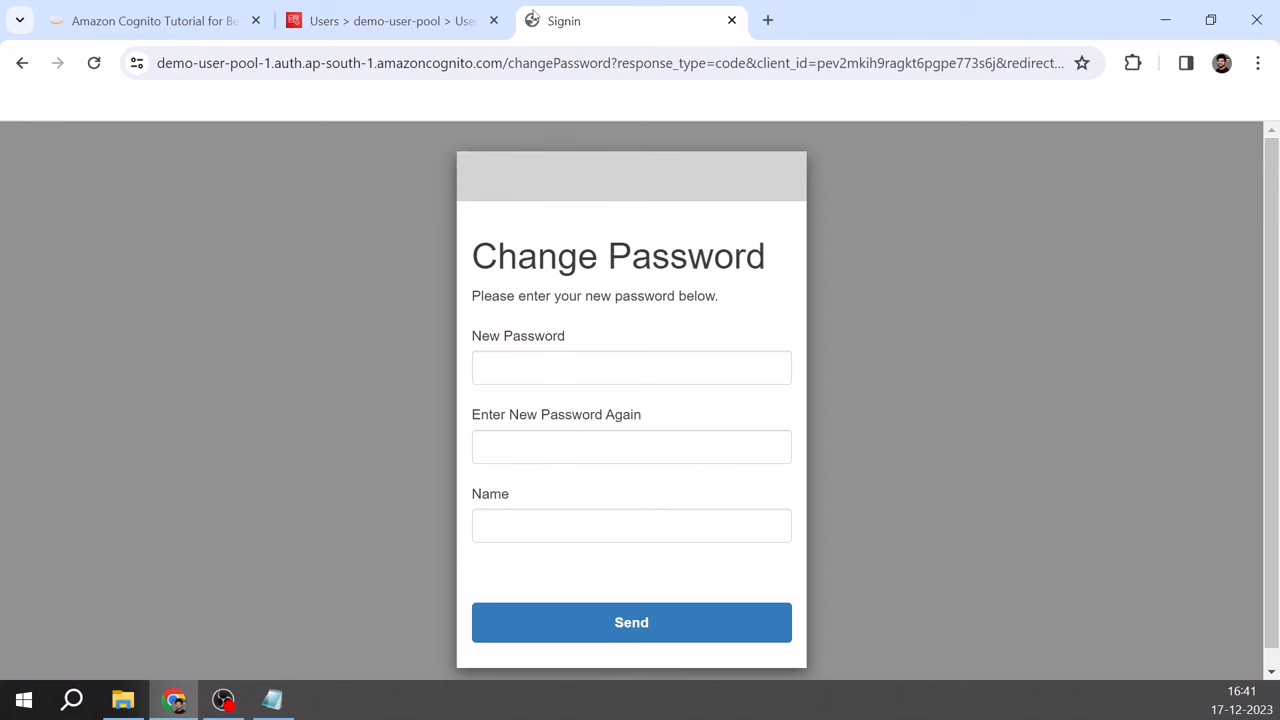 Amazon Cognito Tutorial for Be
Users > demo-user-pool > Use
Signin
demo-user-pool-1.auth.ap-south-1.amazoncognito.com/changePassword?response_type=code&client_id=pev2mkih9ragkt6pgpe773s6j&redirect...
Change Password
Please enter your new password below.
New Password
Enter New Password Again
Name
Send
16:41
17-12-2023